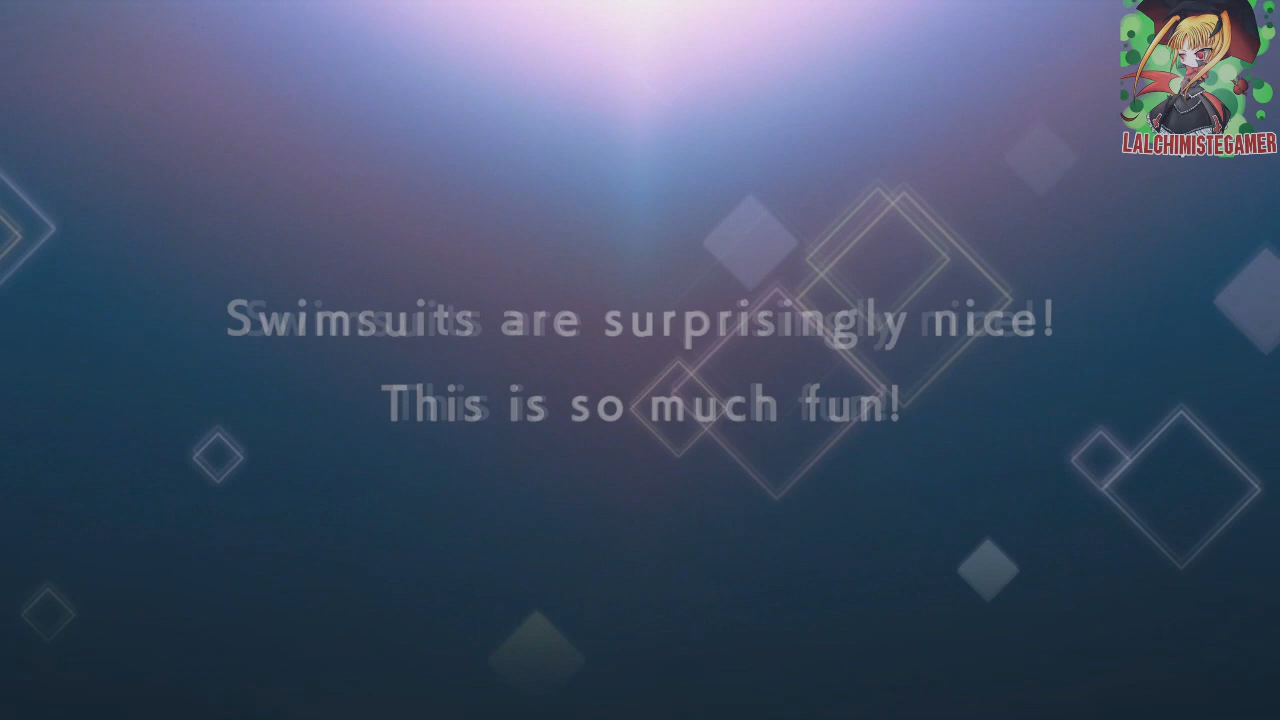 LALCHIMISTEGAMER
Swimsuits are surprisingly nice!
This is so much fun!